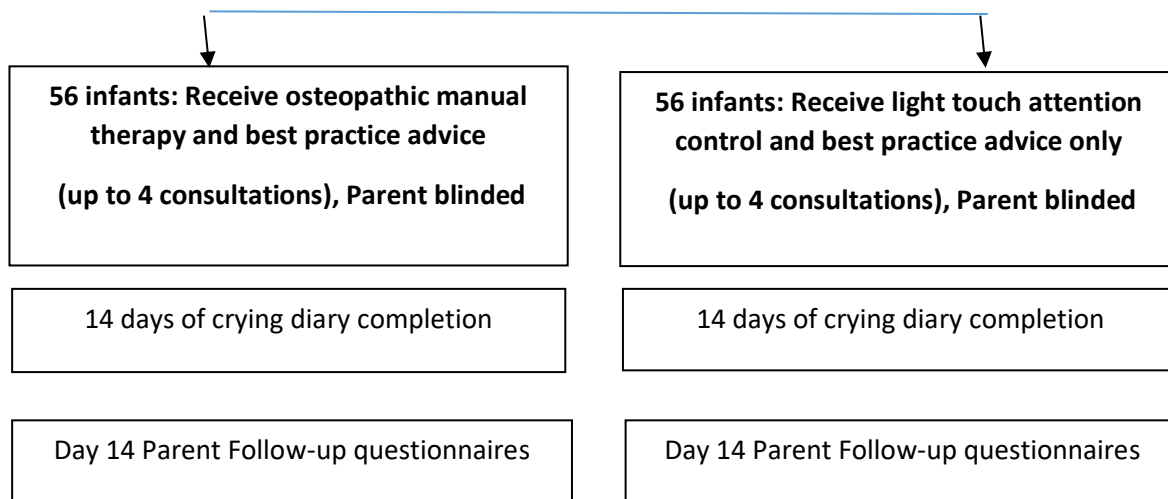 56 infants: Receive osteopathic manual
therapy and best practice advice
(up to 4 consultations), Parent blinded
56 infants: Receive light touch attention
control and best practice advice only
(up to 4 consultations), Parent blinded
14 days of crying diary completion
14 days of crying diary completion
Day 14 Parent Follow-up questionnaires
Day 14 Parent Follow-up questionnaires